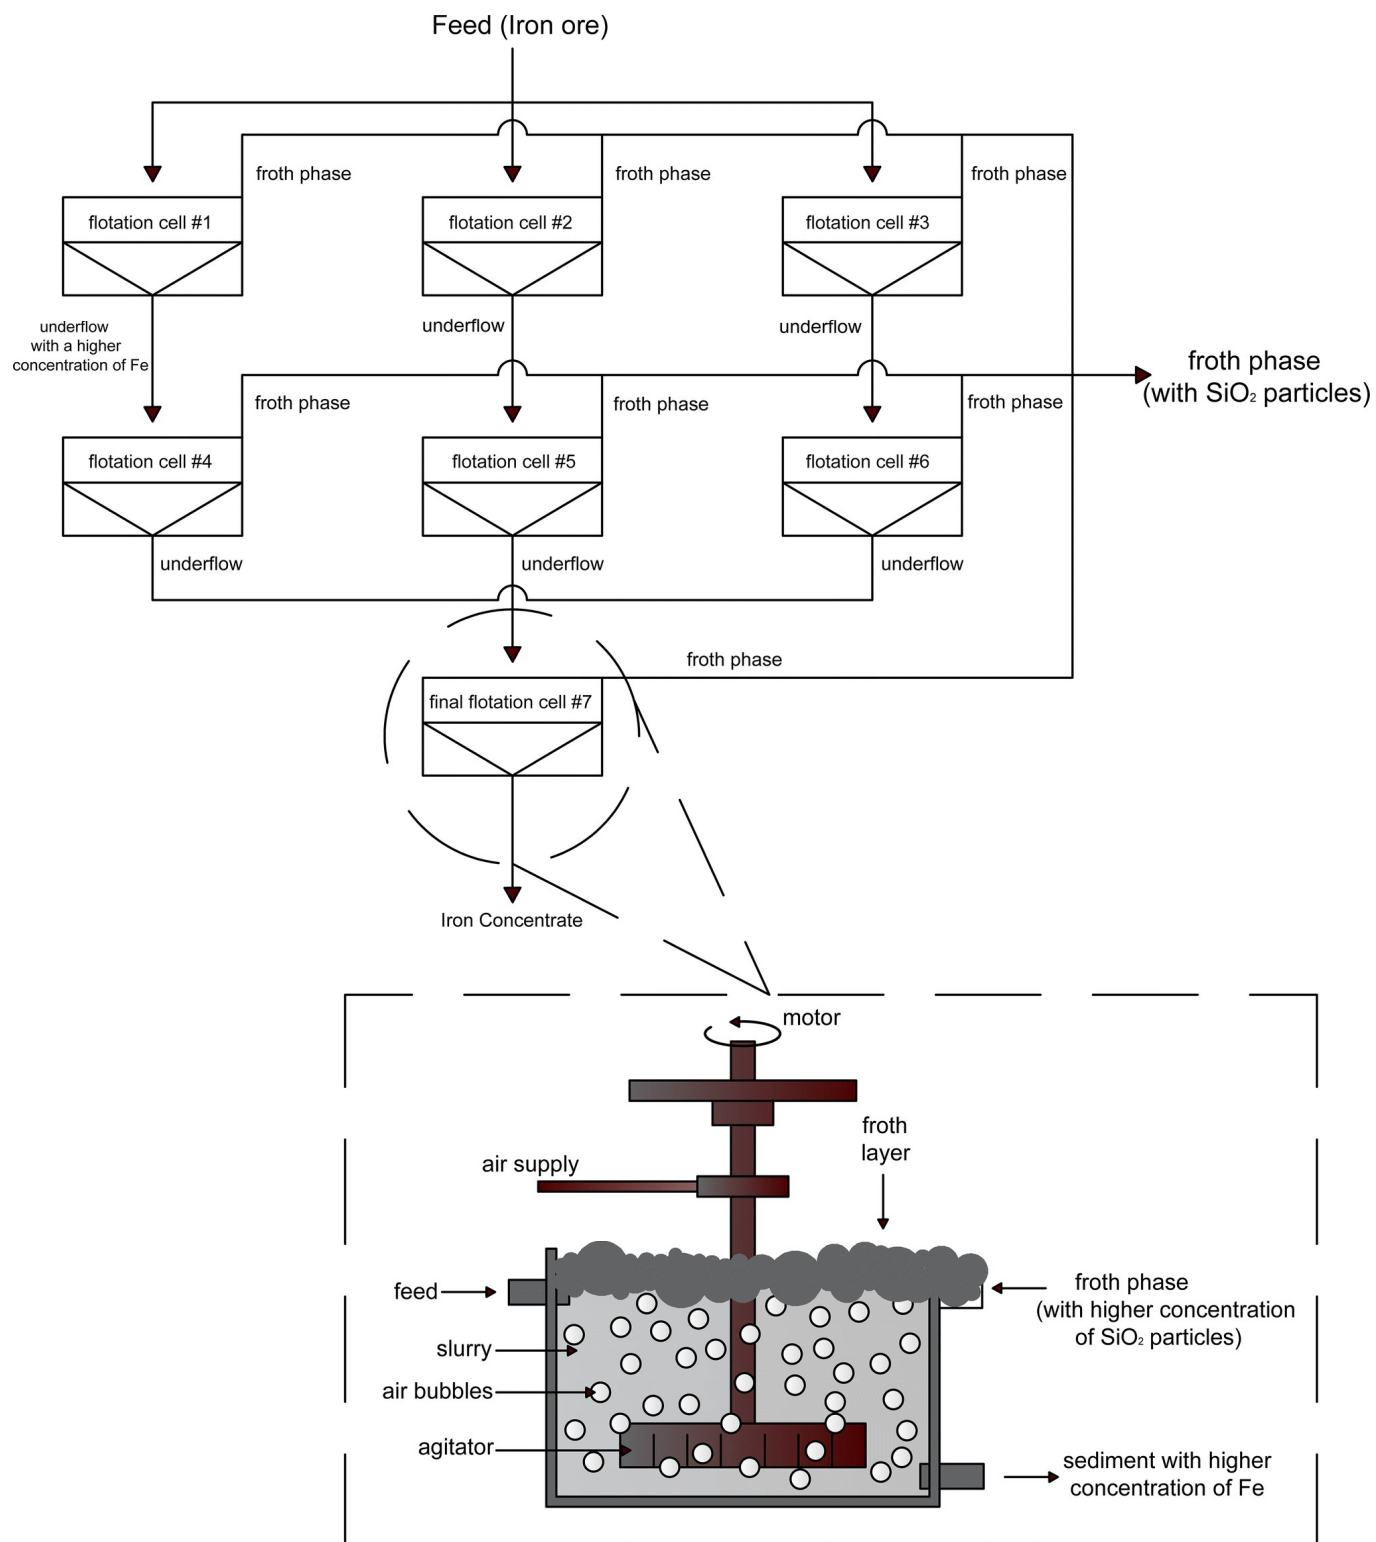 Feed (Iron ore)
froth phase
froth phase
froth phase
flotation cell #1
flotation cell #2
flotation cell #3
underflow
with a higher
concentration of Fe
underflow
underflow
froth phase
(with SiO₂ particles)
froth phase
froth phase
froth phase
flotation cell #4
flotation cell #5
flotation cell #6
underflow
underflow
underflow
froth phase
final flotation cell #7
Iron Concentrate
motor
froth
layer
air supply
feed
froth phase
(with higher concentration
of SiO₂ particles)
slurry
air bubbles
agitator
sediment with higher
concentration of Fe